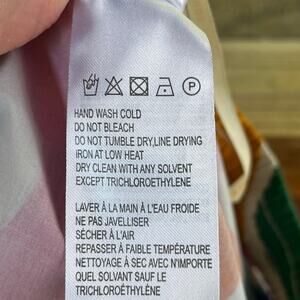 P
HAND WASH COLD
DO NOT BLEACH
DO NOT TUMBLE DRY,LINE DRYING
IRON AT LOW HEAT
DRY CLEAN WITH ANY SOLVENT
EXCEPT TRICHLOROETHYLENE
LAVER À LA MAIN À L'EAU FROIDE
NE PAS JAVELLISER
SÉCHER À L'AIR
REPASSER À FAIBLE TEMPÉRATURE
NETTOYAGE À SEC AVEC N'IMPORTE
QUEL SOLVANT SAUF LE
TRICHLOROÉTHYLÈNE